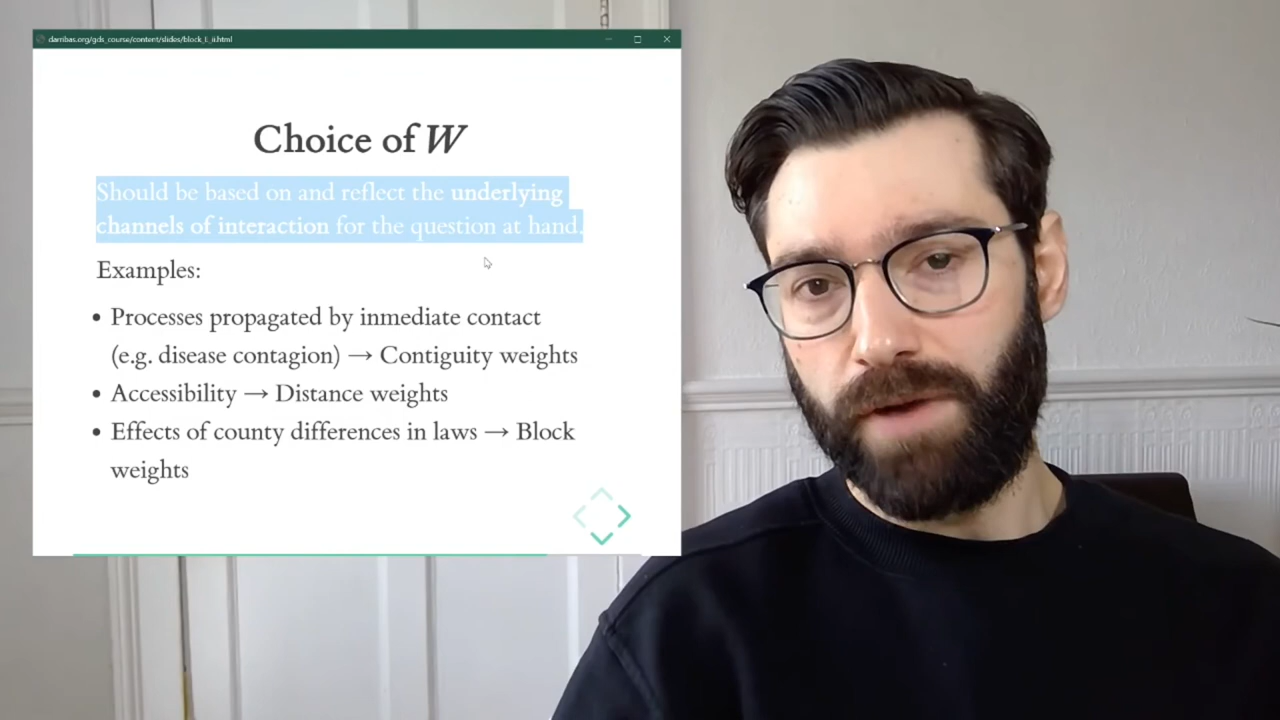 darribas.org/gds_course/content/slides/block_E_ii.html
Choice of W
Should be based on and reflect the underlying
channels of interaction for the question at hand.
Examples:
• Processes propagated by inmediate contact
(e.g. disease contagion) → Contiguity weights
• Accessibility → Distance weights
• Effects of county differences in laws → Block
weights